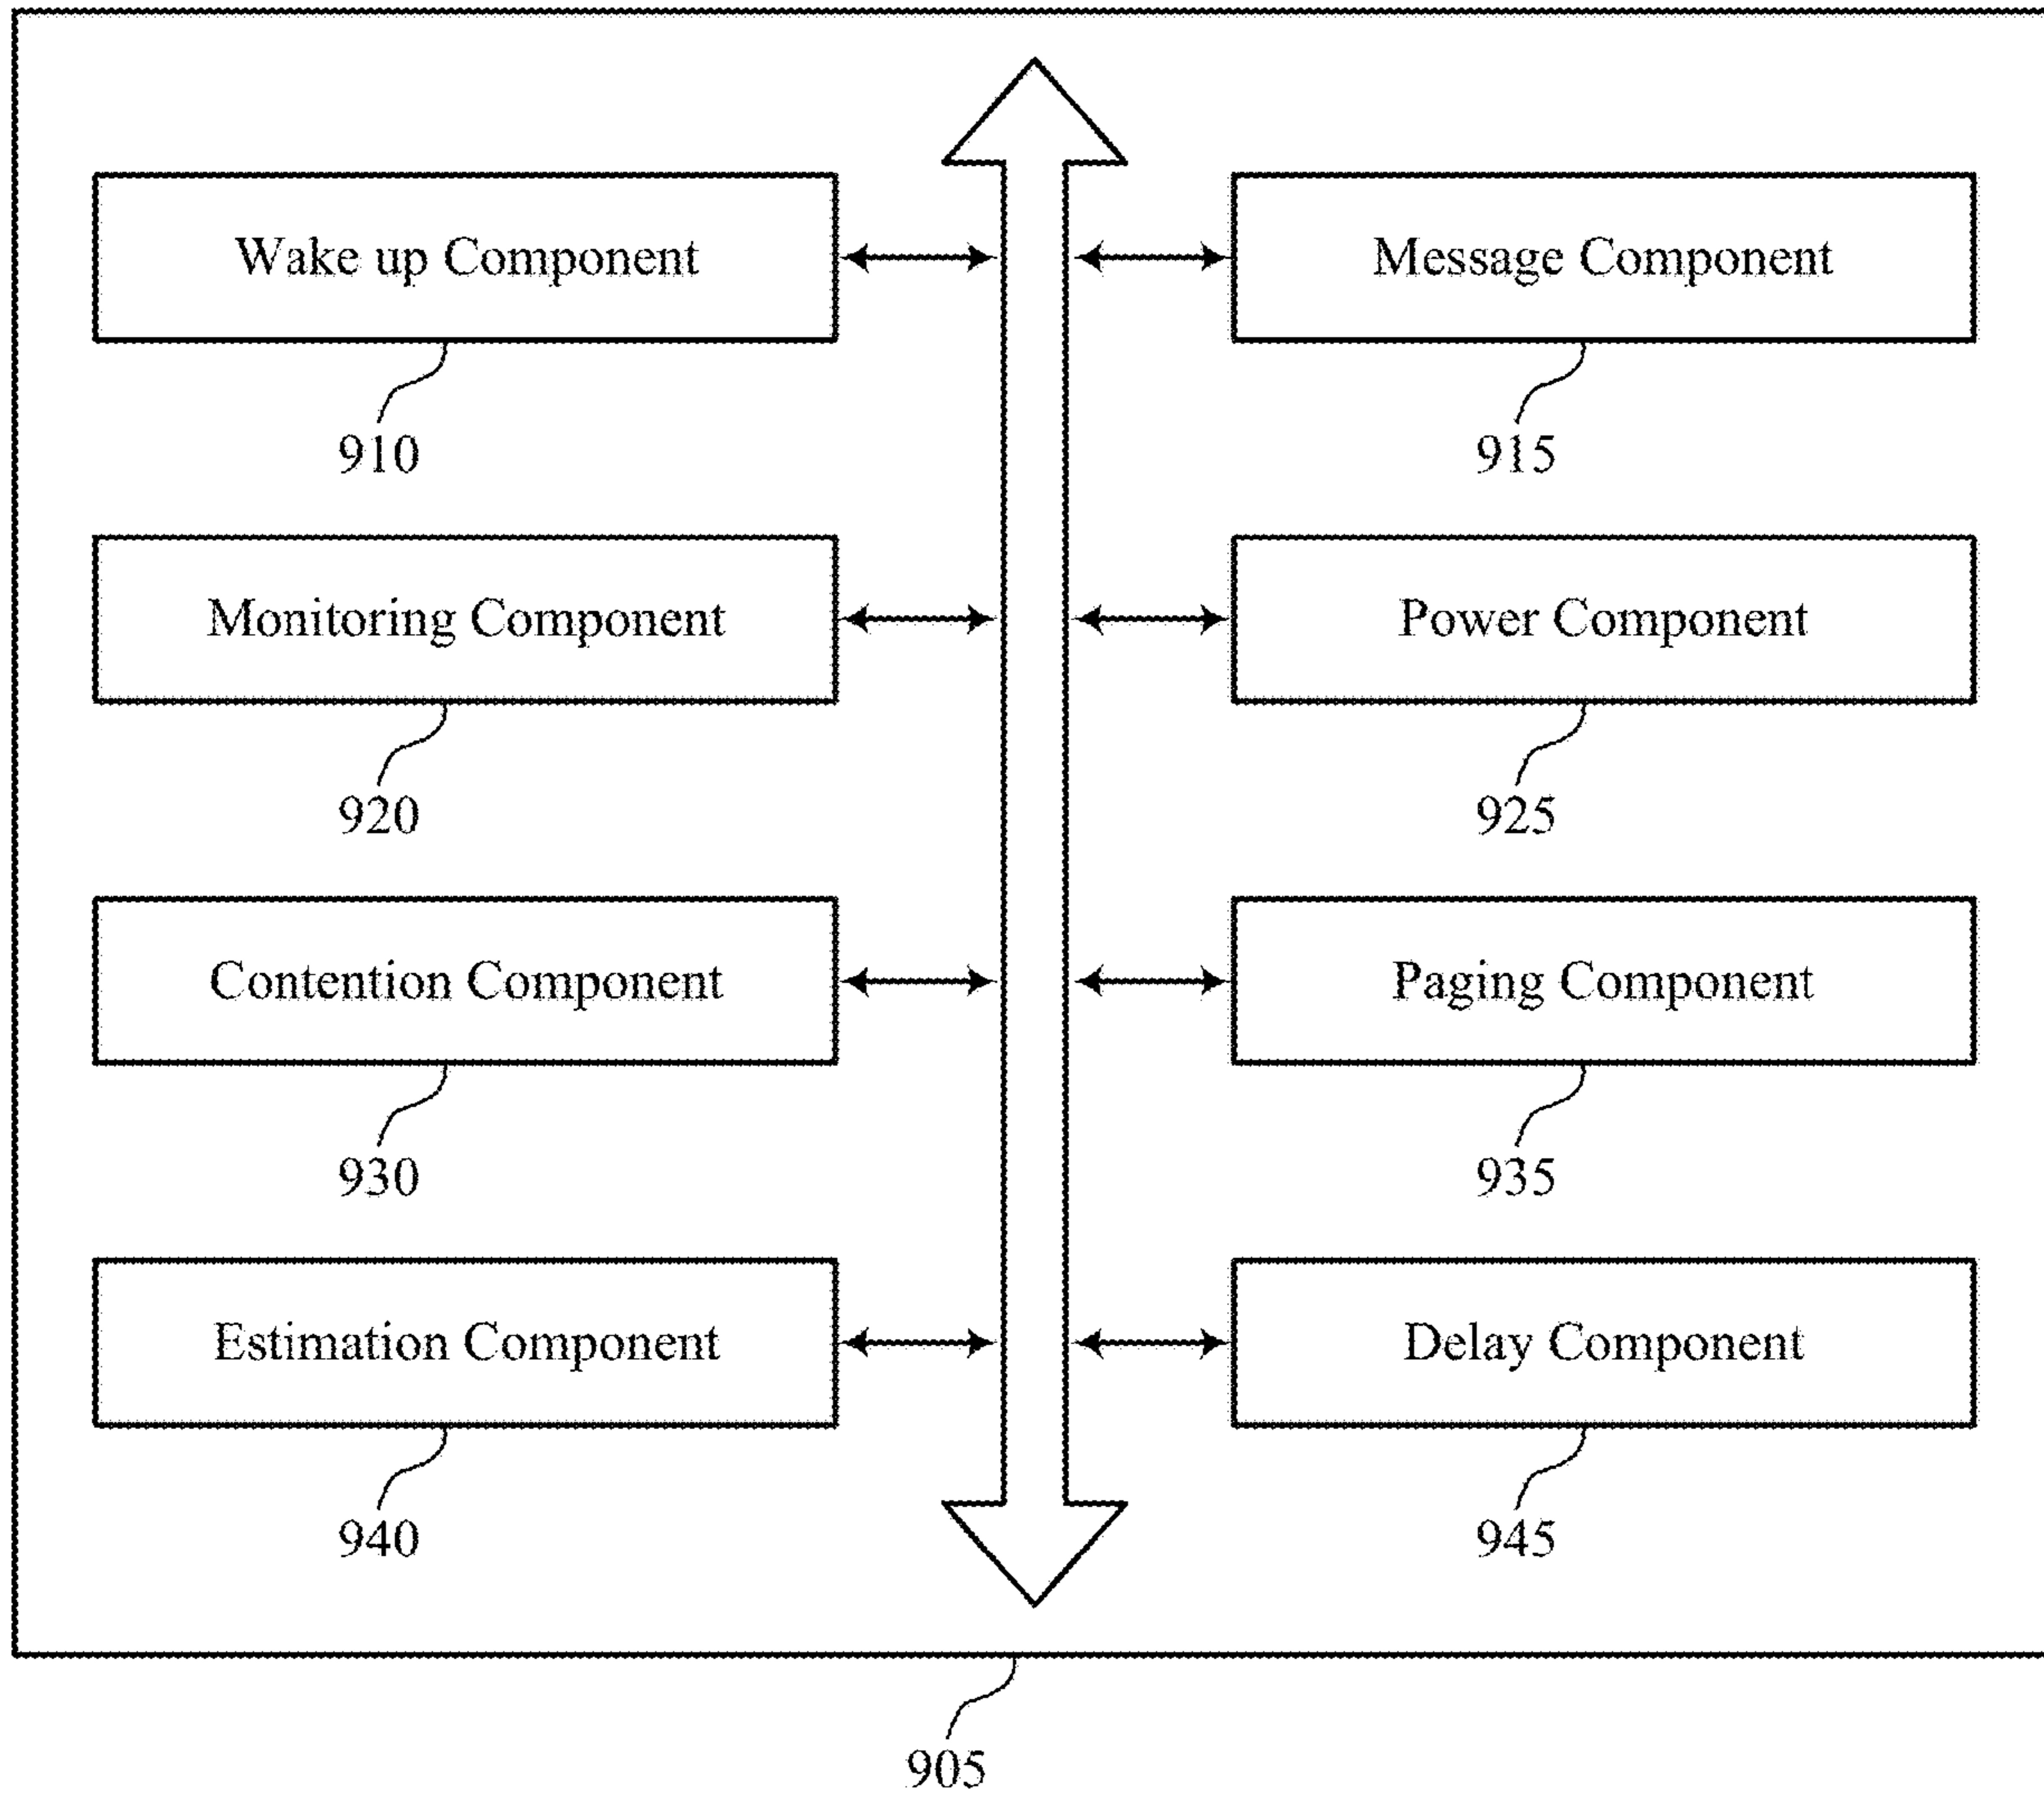 Wake up Component
Message Component
910
915
Monitoring Component
Power Component
920
925
Contention Component
Paging Component
930
935
Estimation Component
Delay Component
940
945
905